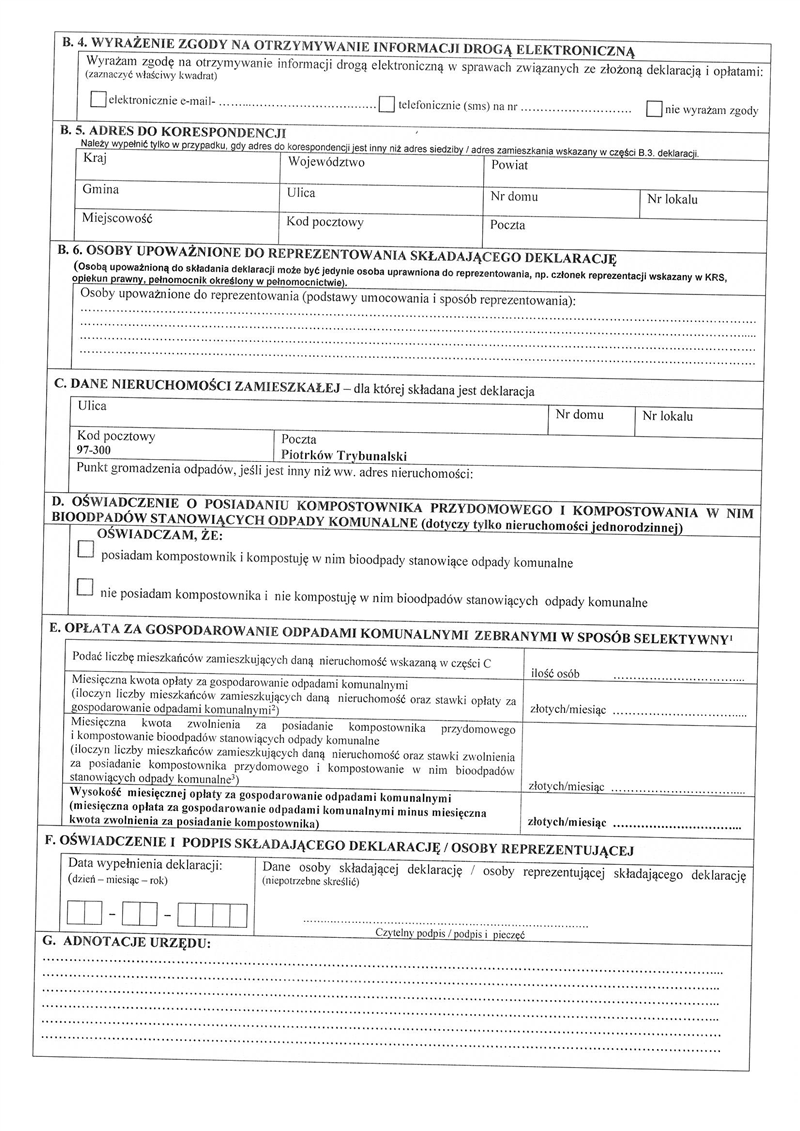 B. 4. WYRAŻENIE ZGODY NA OTRZYMYWANIE INFORMACJI DROGĄ ELEKTRONICZNĄ
Wyrażam zgodę na otrzymywanie informacji drogą elektroniczną w sprawach związanych ze złożoną deklaracją i opłatami:
(zaznaczyć właściwy kwadrat)
elektronicznie e-mail- ........................................ telefonicznie (sms) na nr ............................ nie wyrażam zgody
B. 5. ADRES DO KORESPONDENCJI
Należy wypełnić tylko w przypadku, gdy adres do korespondencji jest inny niż adres siedziby / adres zamieszkania wskazany w części B.3. deklaracji.
Kraj Województwo Powiat
Gmina Ulica Nr domu Nr lokalu
Miejscowość Kod pocztowy Poczta
B. 6. OSOBY UPOWAŻNIONE DO REPREZENTOWANIA SKŁADAJĄCEGO DEKLARACJĘ
(Osobą upoważnioną do składania deklaracji może być jedynie osoba uprawniona do reprezentowania, np. członek reprezentacji wskazany w KRS,
opiekun prawny, pełnomocnik określony w pełnomocnictwie).
Osoby upoważnione do reprezentowania (podstawy umocowania i sposób reprezentowania):
C. DANE NIERUCHOMOŚCI ZAMIESZKAŁEJ – dla której składana jest deklaracja
Ulica Nr domu Nr lokalu
Kod pocztowy Poczta
97-300 Piotrków Trybunalski
Punkt gromadzenia odpadów, jeśli jest inny niż ww. adres nieruchomości:
D. OŚWIADCZENIE O POSIADANIU KOMPOSTOWNIKA PRZYDOMOWEGO I KOMPOSTOWANIA W NIM
BIOODPADÓW STANOWIĄCYCH ODPADY KOMUNALNE (dotyczy tylko nieruchomości jednorodzinnej)
OŚWIADCZAM, ŻE:
posiadam kompostownik i kompostuję w nim bioodpady stanowiące odpady komunalne
nie posiadam kompostownika i nie kompostuję w nim bioodpadów stanowiących odpady komunalne
E. OPŁATA ZA GOSPODAROWANIE ODPADAMI KOMUNALNYMI ZEBRANYMI W SPOSÓB SELEKTYWNY¹
Podać liczbę mieszkańców zamieszkujących daną nieruchomość wskazaną w części C
ilość osób ..................................
Miesięczna kwota opłaty za gospodarowanie odpadami komunalnymi
(iloczyn liczby mieszkańców zamieszkujących daną nieruchomość oraz stawki opłaty za
gospodarowanie odpadami komunalnymi²)
złotych/miesiąc ..................................
Miesięczna kwota zwolnienia za posiadanie kompostownika przydomowego
i kompostowanie bioodpadów stanowiących odpady komunalne
(iloczyn liczby mieszkańców zamieszkujących daną nieruchomość oraz stawki zwolnienia
za posiadanie kompostownika przydomowego i kompostowanie w nim bioodpadów
stanowiących odpady komunalne³)
złotych/miesiąc ..................................
Wysokość miesięcznej opłaty za gospodarowanie odpadami komunalnymi
(miesięczna opłata za gospodarowanie odpadami komunalnymi minus miesięczna
kwota zwolnienia za posiadanie kompostownika)
złotych/miesiąc ..................................
F. OŚWIADCZENIE I PODPIS SKŁADAJĄCEGO DEKLARACJĘ / OSOBY REPREZENTUJĄCEJ
Data wypełnienia deklaracji:
(dzień – miesiąc – rok)
– –
Dane osoby składającej deklarację / osoby reprezentującej składającego deklarację
(niepotrzebne skreślić)
Czytelny podpis / podpis i pieczęć
G. ADNOTACJE URZĘDU: